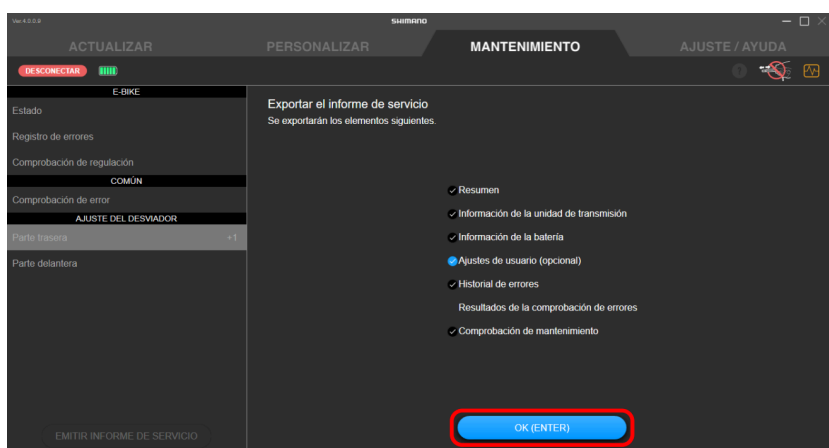 Ver.4.0.0.8
SHIMANO
ACTUALIZAR
PERSONALIZAR
MANTENIMIENTO
AJUSTE / AYUDA
DESCONECTAR
E-BIKE
Estado
Registro de errores
Comprobación de regulación
COMÚN
Comprobación de error
AJUSTE DEL DESVIADOR
Parte trasera +1
Parte delantera
EMITIR INFORME DE SERVICIO
Exportar el informe de servicio
Se exportarán los elementos siguientes.
Resumen
Información de la unidad de transmisión
Información de la batería
Ajustes de usuario (opcional)
Historial de errores
Resultados de la comprobación de errores
Comprobación de mantenimiento
OK (ENTER)